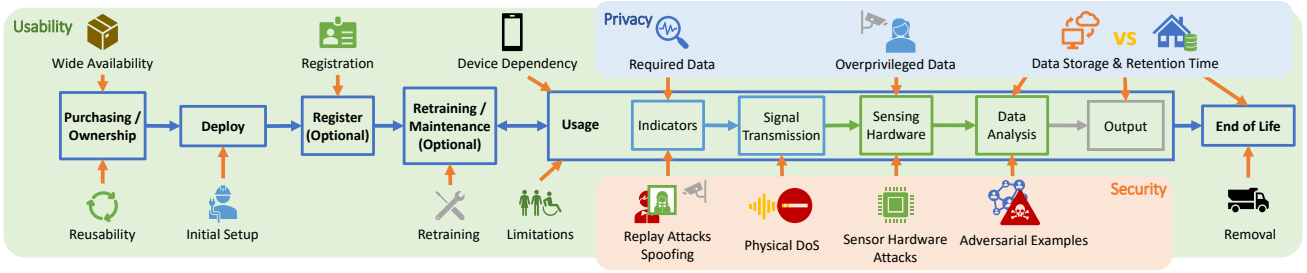 Usability
Privacy
VS
Wide Availability
Registration
Device Dependency
Required Data
Overprivileged Data
Data Storage & Retention Time
Purchasing /
Ownership
Deploy
Register
(Optional)
Retraining /
Maintenance
(Optional)
Usage
Indicators
Signal
Transmission
Sensing
Hardware
Data
Analysis
Output
End of Life
Security
Reusability
Initial Setup
Retraining
Limitations
Replay Attacks
Spoofing
Physical DoS
Sensor Hardware
Attacks
Adversarial Examples
Removal